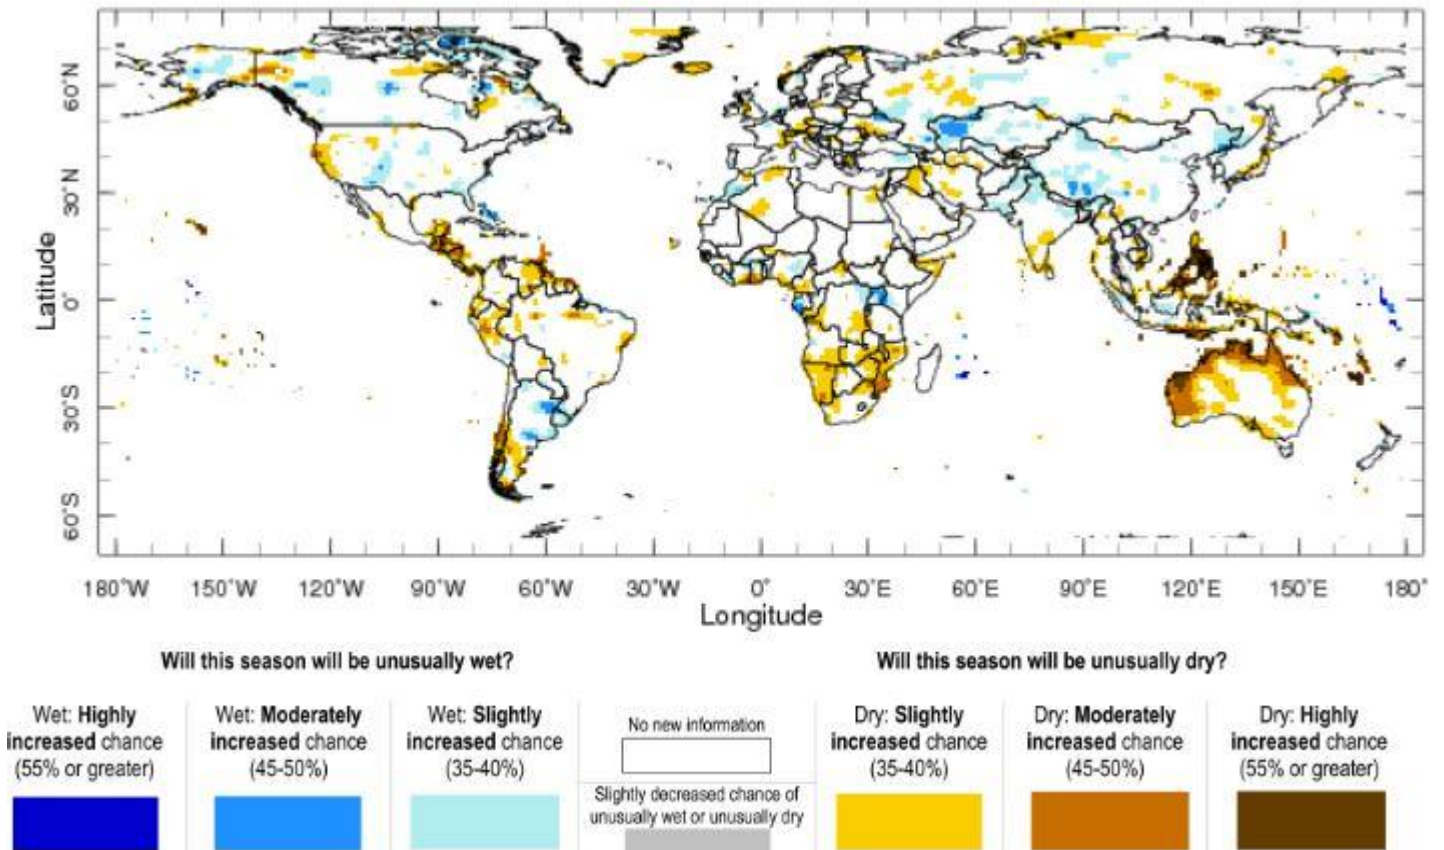 60°N
30°N
0°
30°S
60°S
Latitude
180°W 150°W 120°W 90°W 60°W 30°W 0° 30°E 60°E 90°E 120°E 150°E 180°
Longitude
Will this season will be unusually wet?
Will this season will be unusually dry?
Wet: Highly
increased chance
(55% or greater)
Wet: Moderately
increased chance
(45-50%)
Wet: Slightly
increased chance
(35-40%)
No new information
Slightly decreased chance of
unusually wet or unusually dry
Dry: Slightly
increased chance
(35-40%)
Dry: Moderately
increased chance
(45-50%)
Dry: Highly
increased chance
(55% or greater)